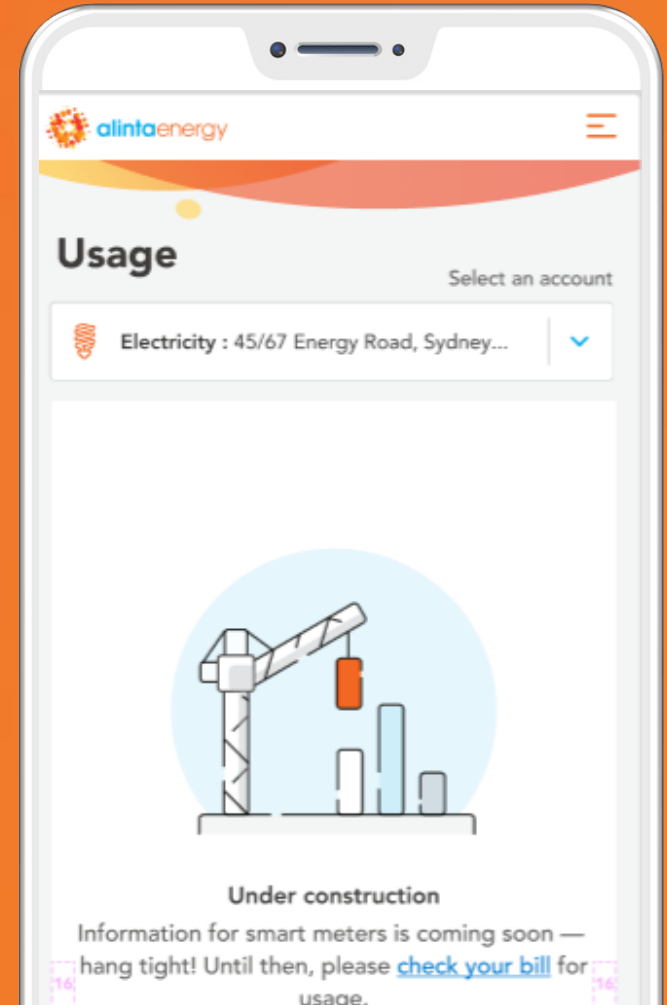 alintaenergy
Usage
Select an account
Electricity : 45/67 Energy Road, Sydney...
Under construction
Information for smart meters is coming soon —
hang tight! Until then, please check your bill for
16
16
usage.